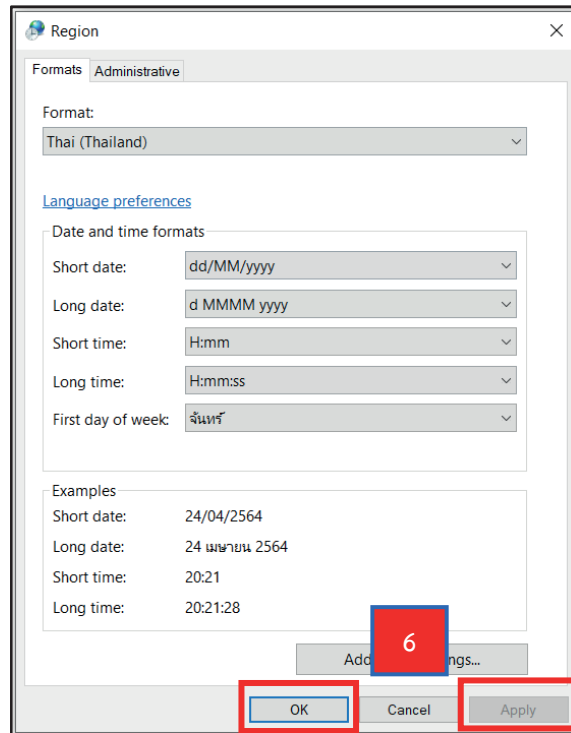 Region
Formats Administrative
Format:
Thai (Thailand)
Language preferences
Date and time formats
Short date: dd/MM/yyyy
Long date: d MMMM yyyy
Short time: H:mm
Long time: H:mm:ss
First day of week: จันทร์
Examples
Short date: 24/04/2564
Long date: 24 เมษายน 2564
Short time: 20:21
Long time: 20:21:28
6
OK Cancel Apply